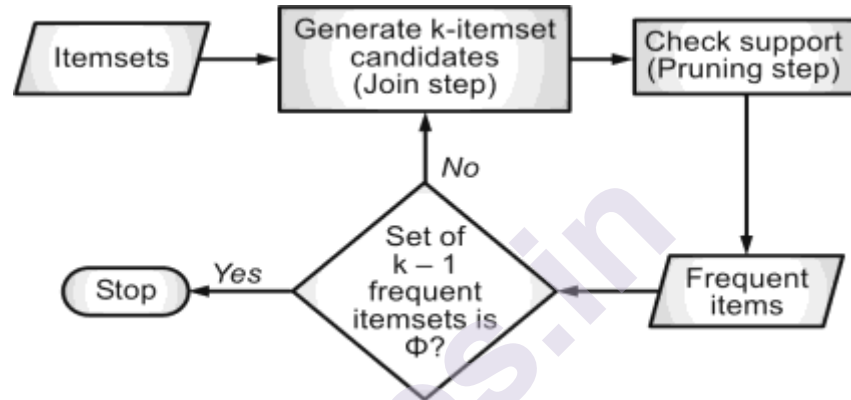 Itemsets
Generate k-itemset
candidates
(Join step)
Check support
(Pruning step)
No
Set of
k – 1
frequent
itemsets is
Φ?
Yes
Stop
Frequent
items
s.in